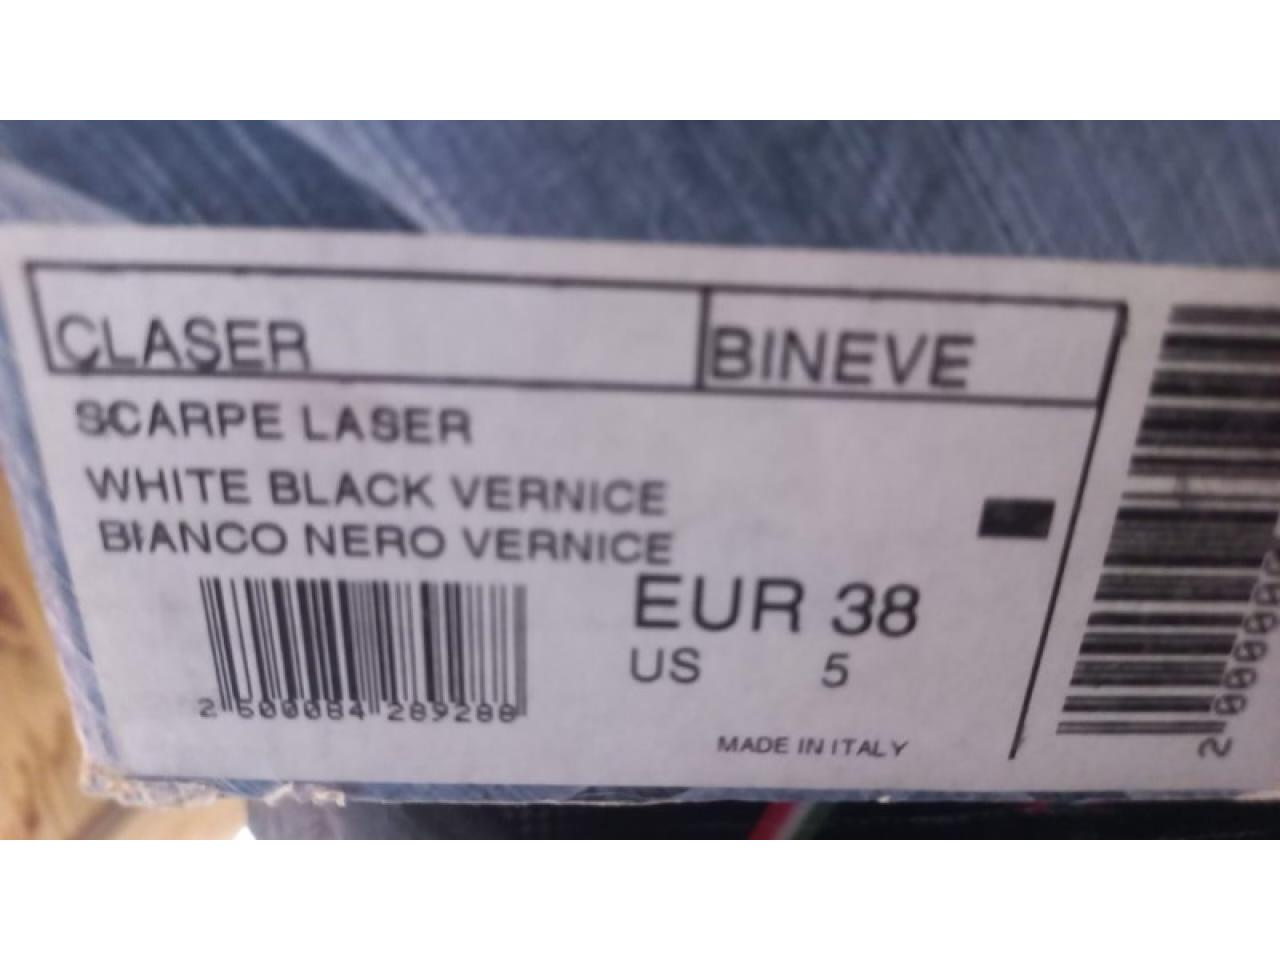 CLASER
BINEVE
SCARPE LASER
WHITE BLACK VERNICE
BIANCO NERO VERNICE
EUR 38
US 5
2 500084 289288
MADE IN ITALY